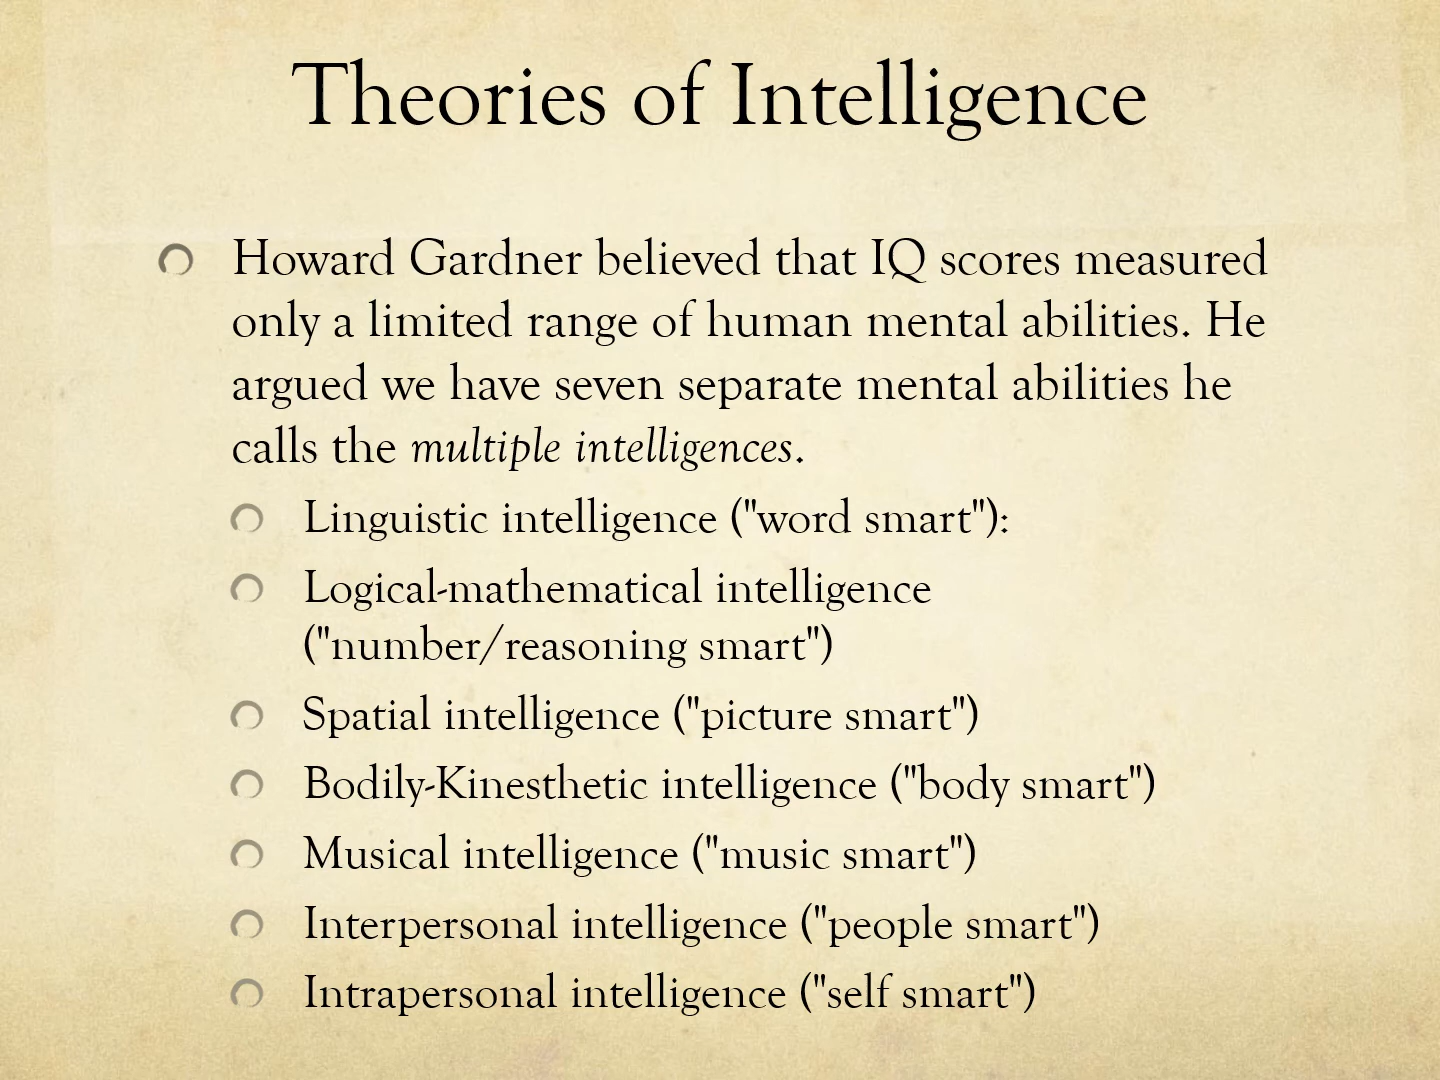 Theories of Intelligence
Howard Gardner believed that IQ scores measured
only a limited range of human mental abilities. He
argued we have seven separate mental abilities he
calls the multiple intelligences.
Linguistic intelligence ("word smart"):
Logical-mathematical intelligence
("number/reasoning smart")
Spatial intelligence ("picture smart")
Bodily-Kinesthetic intelligence ("body smart")
Musical intelligence ("music smart")
Interpersonal intelligence ("people smart")
Intrapersonal intelligence ("self smart")